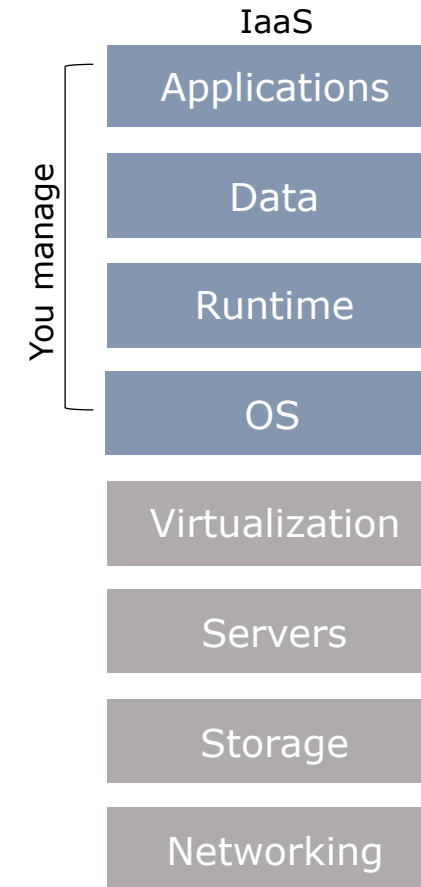 IaaS
You manage
Applications
Data
Runtime
OS
Virtualization
Servers
Storage
Networking